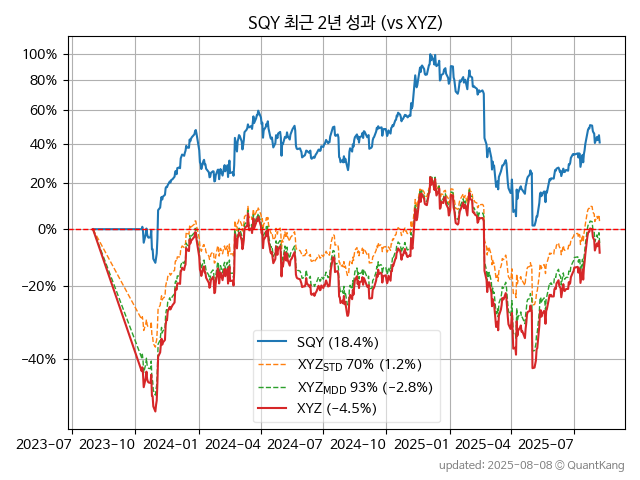 SQY 최근 2년 성과 (vs XYZ)
100%
80%
60%
40%
20%
0%
−20%
−40%
SQY (18.4%)
XYZSTD 70% (1.2%)
XYZMDD 93% (−2.8%)
XYZ (−4.5%)
2023-07 2023-10 2024-01 2024-04 2024-07 2024-10 2025-01 2025-04 2025-07
updated: 2025-08-08 © QuantKang